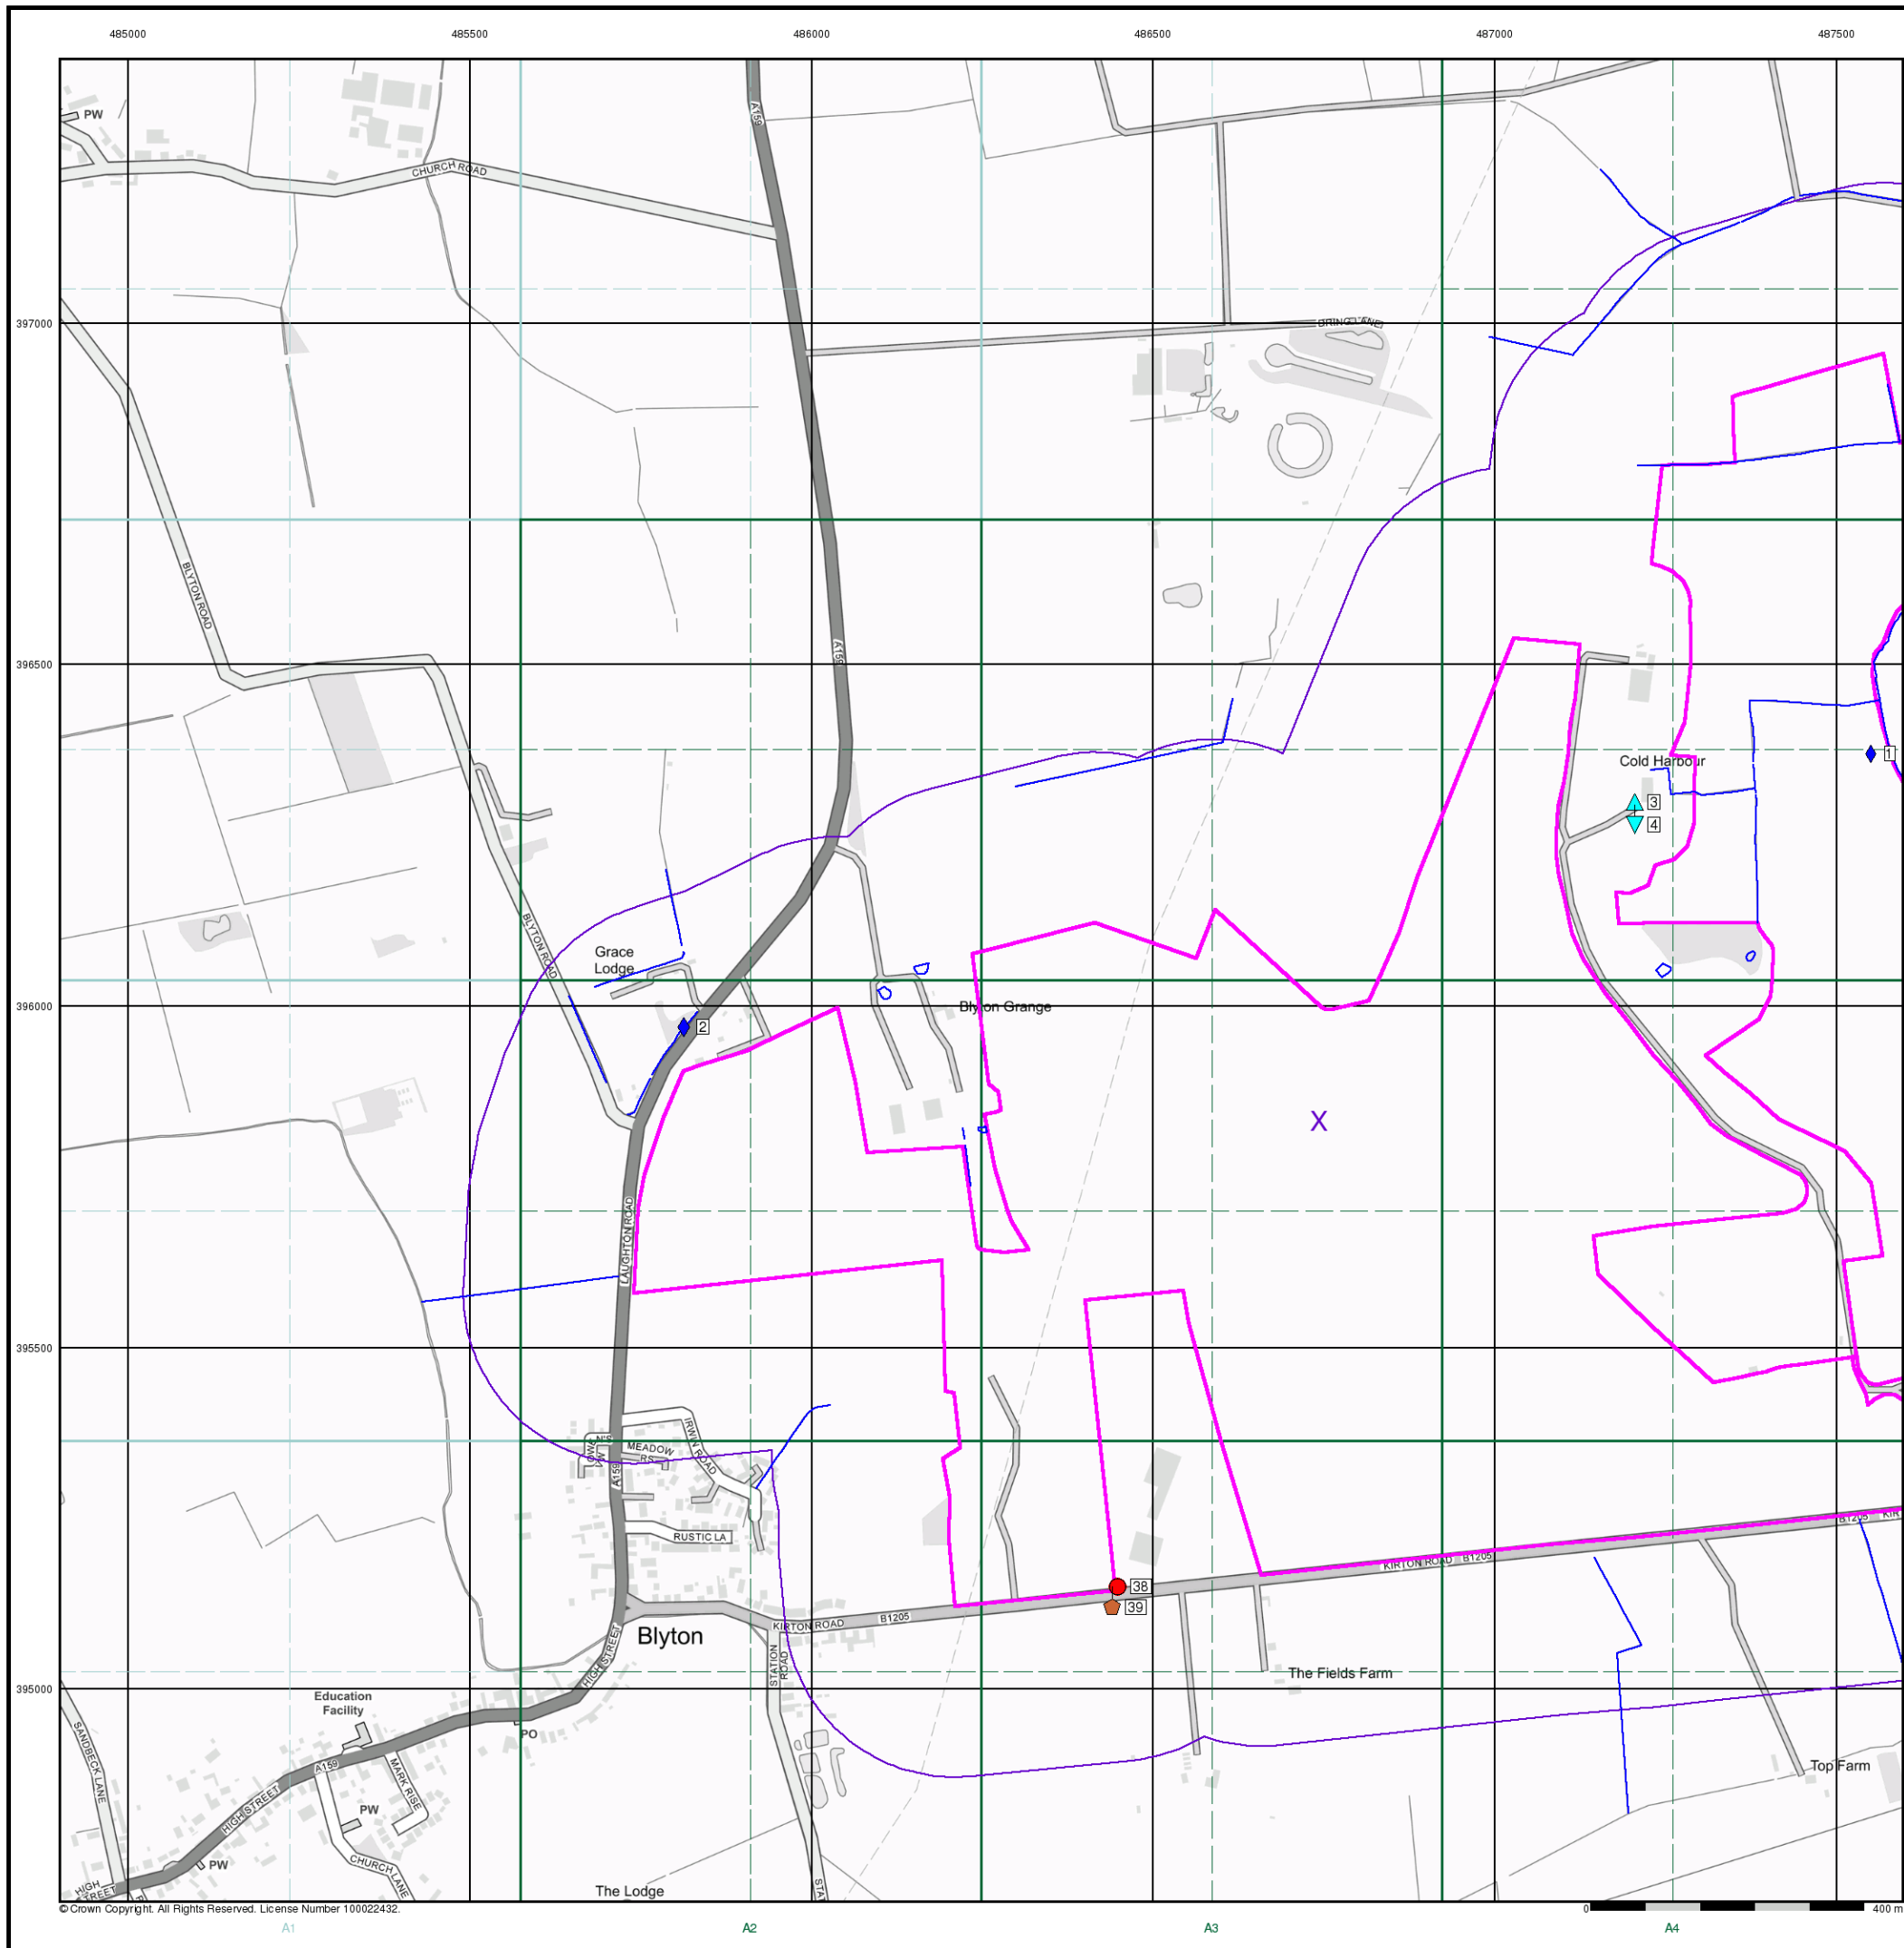 485000 485500 486000 486500 487000 487500
PW
A159
CHURCH ROAD
397000
BRING LANE
BLYTON ROAD
A159
396500
Cold Harbour
1
3
4
BLYTON ROAD
Grace
Lodge
396000
Blyton Grange
2
X
LAUGHTON ROAD
395500
IRWIN ROAD
MEADOW
RS
A159
RUSTIC LA
B1205
KIRTON ROAD B1205
38
39
KIRTON ROAD B1205
Blyton
HIGH STREET
STATION
ROAD
The Fields Farm
395000
Education
Facility
PO
SANDBECK LANE
A159
MARK RISE
Top Farm
HIGH STREET
PW
PW
CHURCH LANE
HIGH
STREET
The Lodge
© Crown Copyright. All Rights Reserved. License Number 100022432.
0 400 m
A1 A2 A3 A4